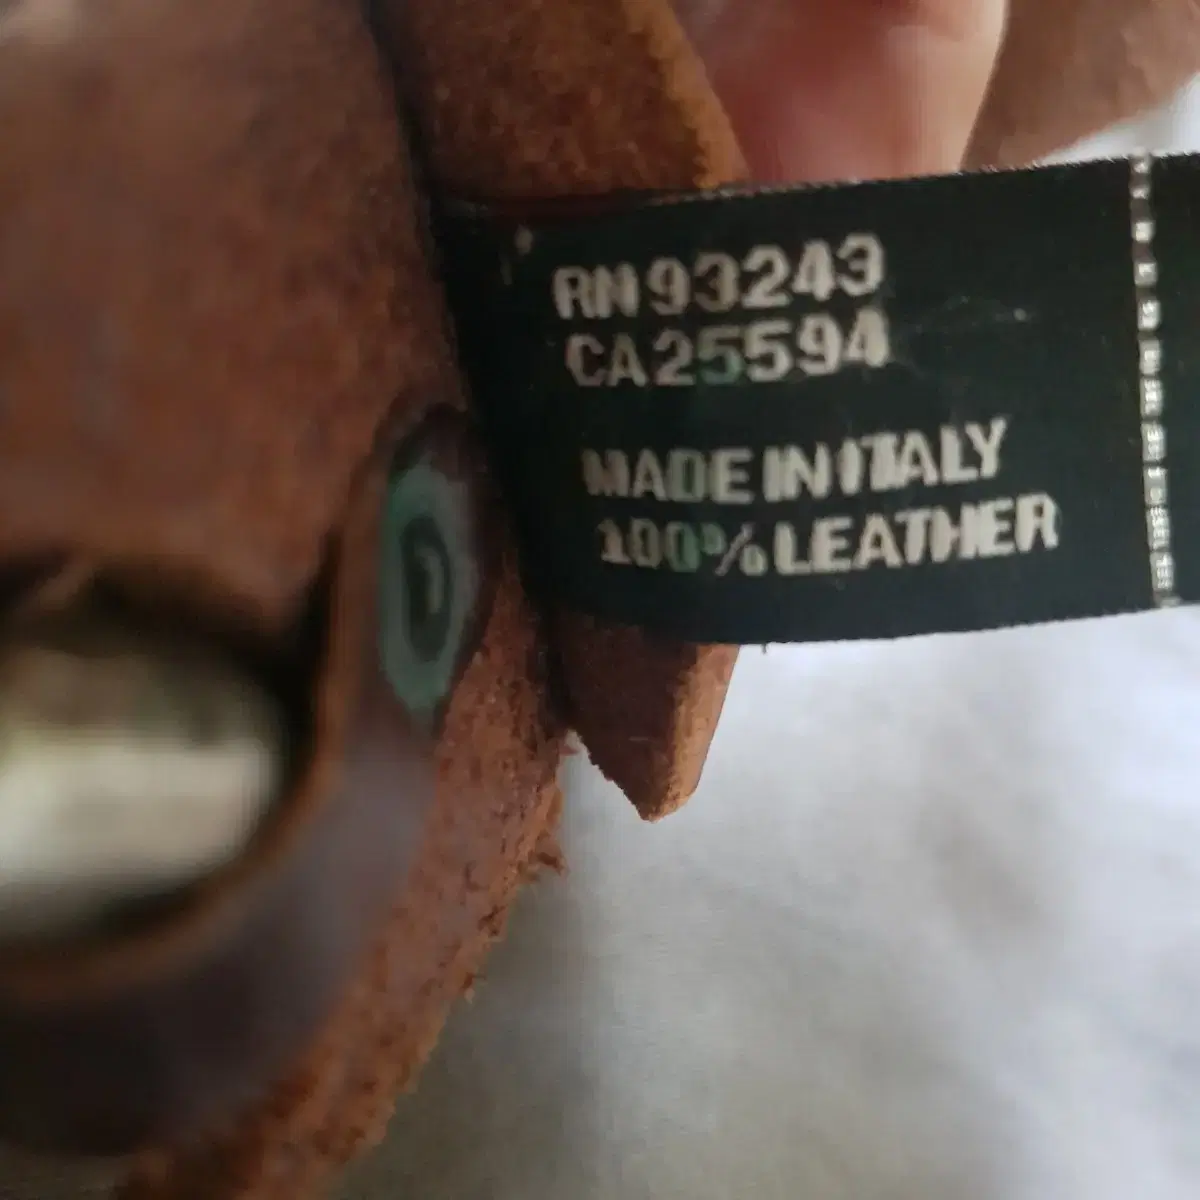 RN93243
CA25594
MADE IN ITALY
100% LEATHER